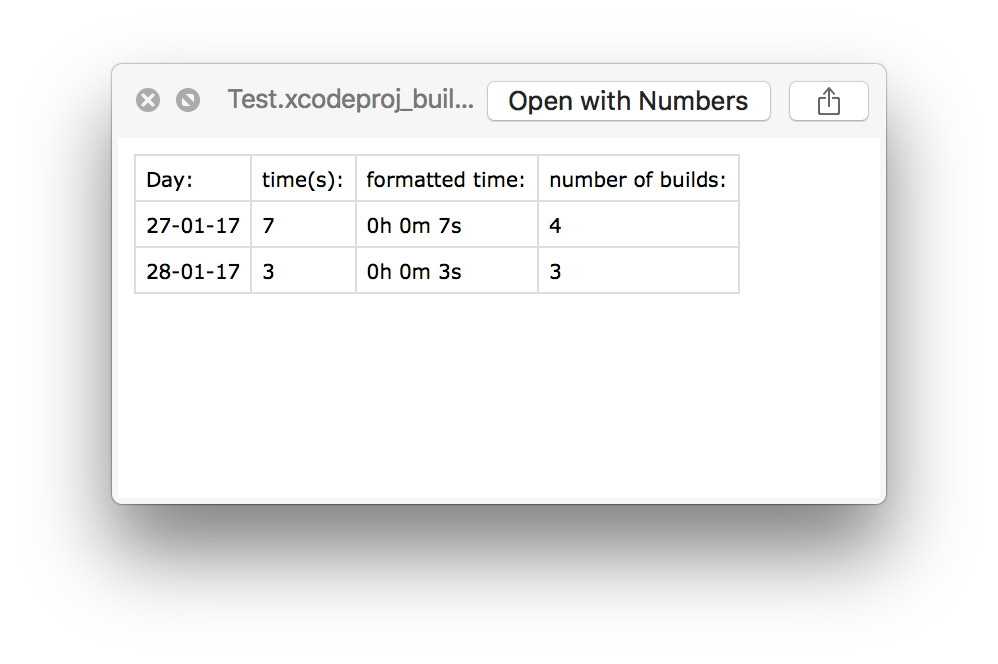 Test.xcodeproj_buil... Open with Numbers
Day: time(s): formatted time: number of builds:
27-01-17 7 0h 0m 7s 4
28-01-17 3 0h 0m 3s 3